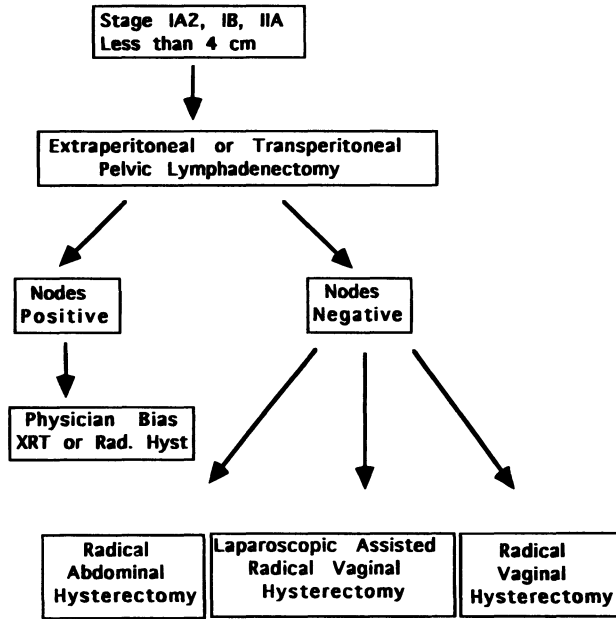 Stage IA2, IB, IIA
Less than 4 cm
Extraperitoneal or Transperitoneal
Pelvic Lymphadenectomy
Nodes
Positive
Nodes
Negative
Physician Bias
XRT or Rad. Hyst
Radical
Abdominal
Hysterectomy
Laparoscopic Assisted
Radical Vaginal
Hysterectomy
Radical
Vaginal
Hysterectomy